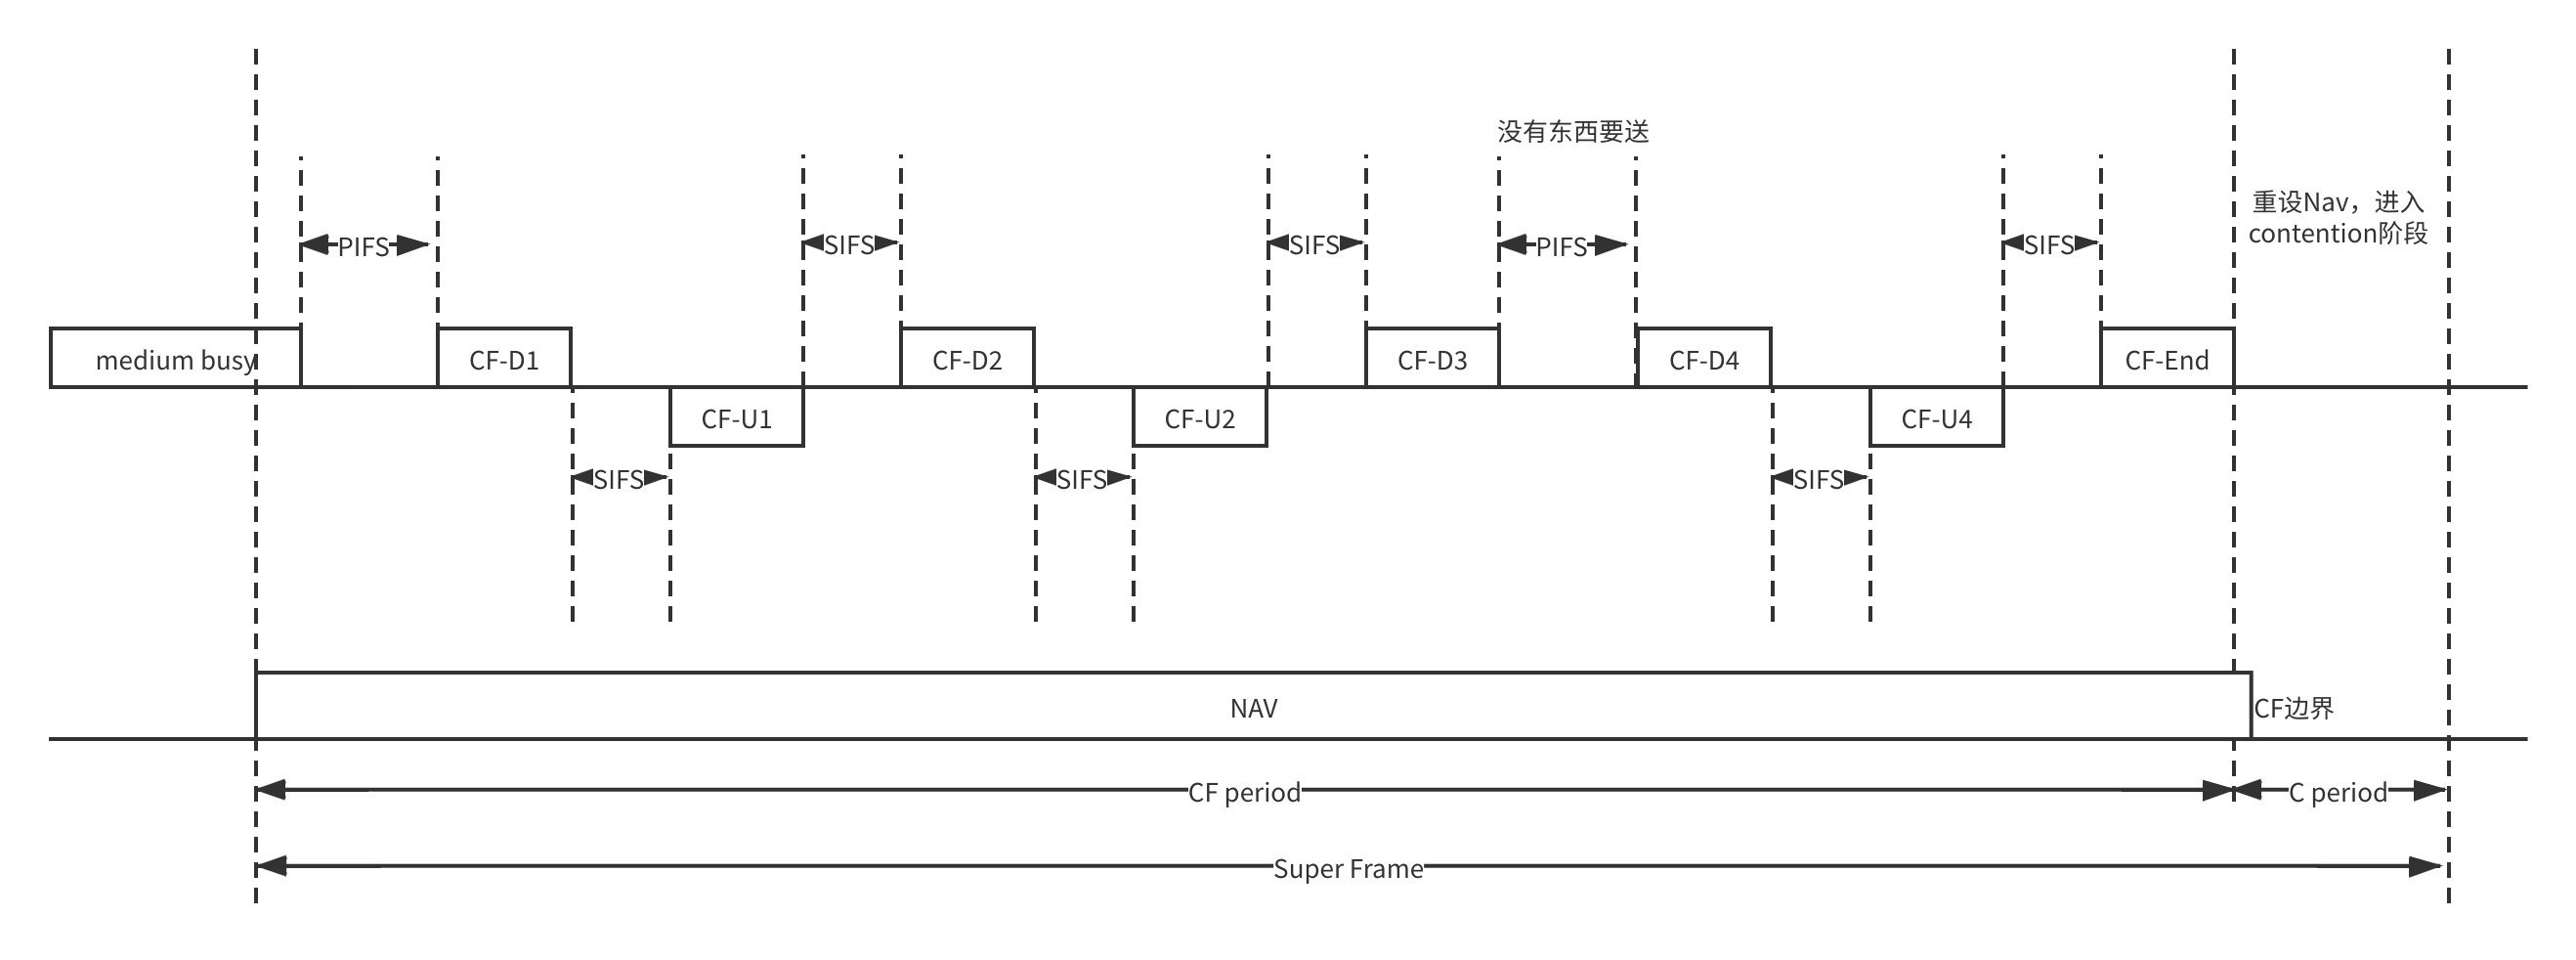 没有东西要送
重设Nav，进入
contention阶段
PIFS
SIFS
SIFS
PIFS
SIFS
medium busy
CF-D1
CF-D2
CF-D3
CF-D4
CF-End
CF-U1
CF-U2
CF-U4
SIFS
SIFS
SIFS
NAV
CF边界
CF period
C period
Super Frame